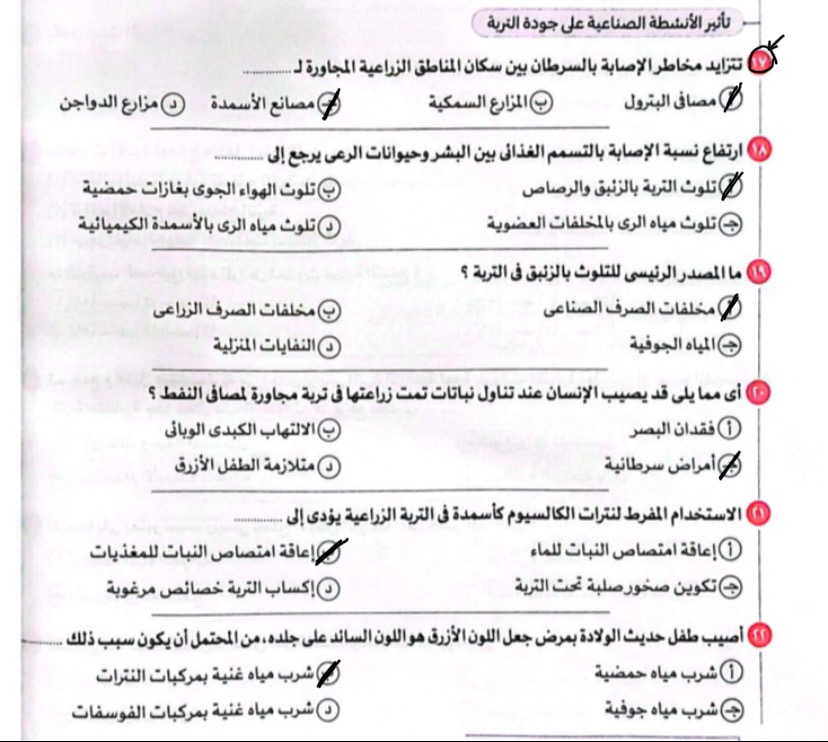 تأثير الأنشطة الصناعية على جودة التربة
١٧ تتزايد مخاطر الإصابة بالسرطان بين سكان المناطق الزراعية المجاورة لـ ............
أ مصافى البترول ب المزارع السمكية جـ مصانع الأسمدة د مزارع الدواجن
١٨ ارتفاع نسبة الإصابة بالتسمم الغذائى بين البشر وحيوانات الرعى يرجع إلى ............
أ تلوث التربة بالزئبق والرصاص ب تلوث الهواء الجوى بغازات حمضية
جـ تلوث مياه الرى بالمخلفات العضوية د تلوث مياه الرى بالأسمدة الكيميائية
١٩ ما المصدر الرئيسى للتلوث بالزئبق فى التربة ؟
أ مخلفات الصرف الصناعى ب مخلفات الصرف الزراعى
جـ المياه الجوفية د النفايات المنزلية
٢٠ أى مما يلى قد يصيب الإنسان عند تناول نباتات تمت زراعتها فى تربة مجاورة لمصافى النفط ؟
أ فقدان البصر ب الالتهاب الكبدى الوبائى
جـ أمراض سرطانية د متلازمة الطفل الأزرق
٢١ الاستخدام المفرط لنترات الكالسيوم كأسمدة فى التربة الزراعية يؤدى إلى ............
أ إعاقة امتصاص النبات للماء ب إعاقة امتصاص النبات للمغذيات
جـ تكوين صخور صلبة تحت التربة د إكساب التربة خصائص مرغوبة
٢٢ أصيب طفل حديث الولادة بمرض جعل اللون الأزرق هو اللون السائد على جلده، من المحتمل أن يكون سبب ذلك ............
أ شرب مياه حمضية ب شرب مياه غنية بمركبات النترات
جـ شرب مياه جوفية د شرب مياه غنية بمركبات الفوسفات